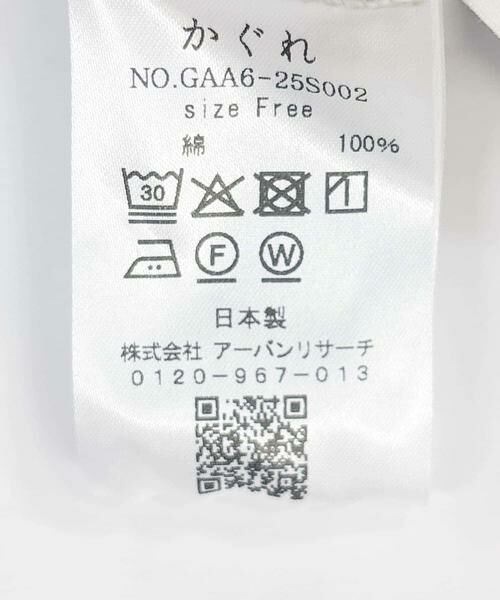 かぐれ
NO.GAA6-25S002
size Free
綿 100%
30
F W
日本製
株式会社 アーバンリサーチ
0120-967-013